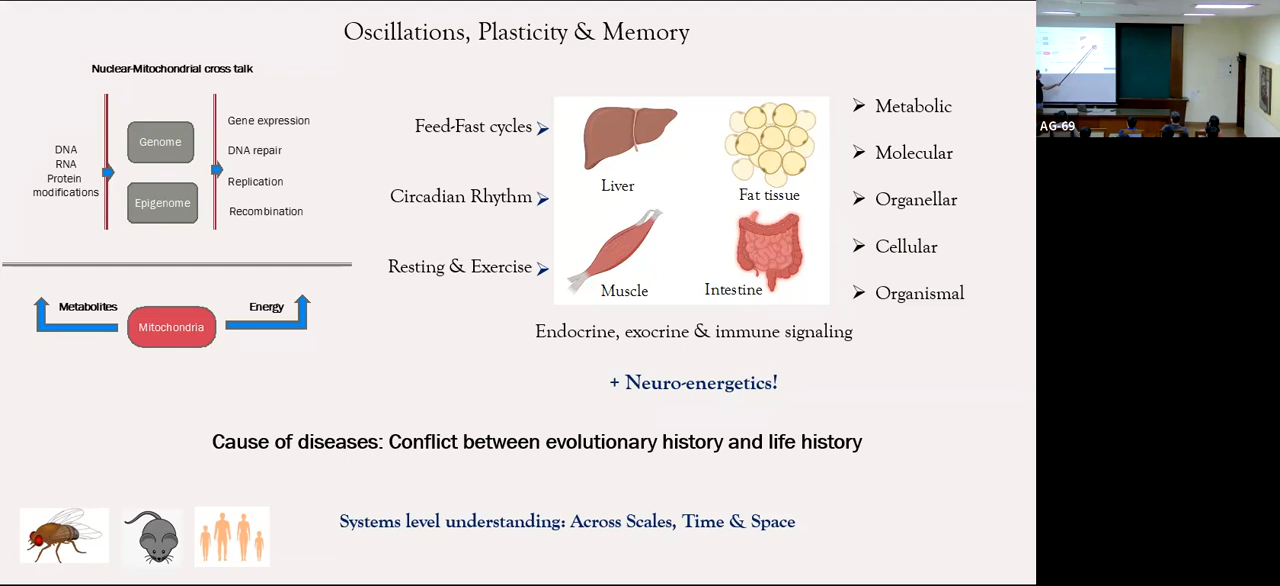 Oscillations, Plasticity & Memory
Nuclear-Mitochondrial cross talk
DNA
RNA
Protein
modifications
Genome
Epigenome
Gene expression
DNA repair
Replication
Recombination
Metabolites
Mitochondria
Energy
Feed-Fast cycles
Circadian Rhythm
Resting & Exercise
Liver
Fat tissue
Muscle
Intestine
Metabolic
Molecular
Organellar
Cellular
Organismal
Endocrine, exocrine & immune signaling
+ Neuro-energetics!
Cause of diseases: Conflict between evolutionary history and life history
Systems level understanding: Across Scales, Time & Space
AG-69